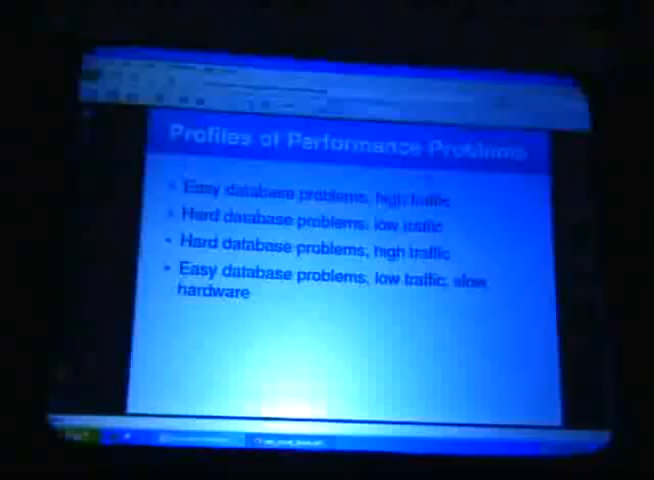 Profiles of Performance Problems
• Easy database problems, high traffic
• Hard database problems, low traffic
• Hard database problems, high traffic
• Easy database problems, low traffic, slow
hardware